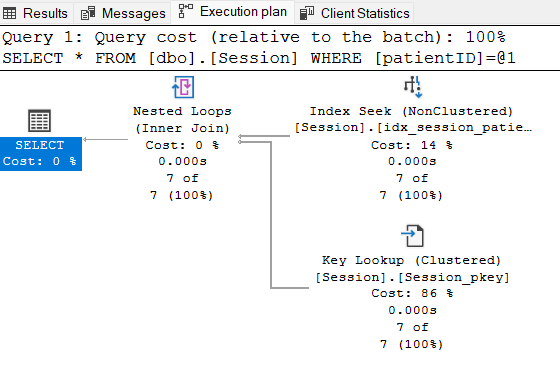 Results Messages Execution plan Client Statistics
Query 1: Query cost (relative to the batch): 100%
SELECT * FROM [dbo].[Session] WHERE [patientID]=@1
SELECT
Cost: 0 %
Nested Loops
(Inner Join)
Cost: 0 %
0.000s
7 of
7 (100%)
Index Seek (NonClustered)
[Session].[idx_session_patie…
Cost: 14 %
0.000s
7 of
7 (100%)
Key Lookup (Clustered)
[Session].[Session_pkey]
Cost: 86 %
0.000s
7 of
7 (100%)